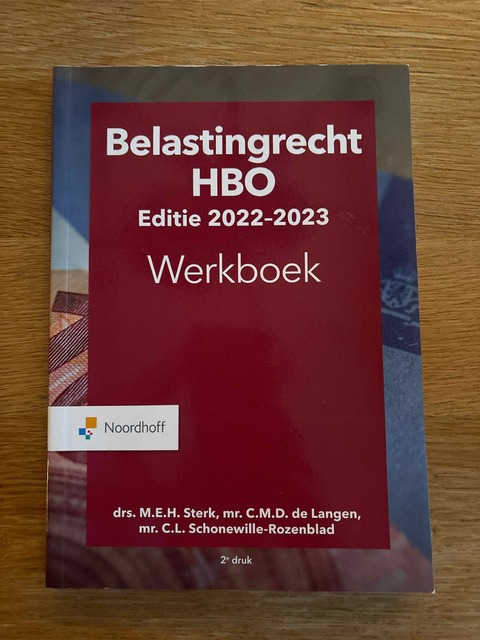 Belastingrecht
HBO
Editie 2022–2023
Werkboek
Noordhoff
drs. M.E.H. Sterk, mr. C.M.D. de Langen,
mr. C.L. Schonewille-Rozenblad
2e druk